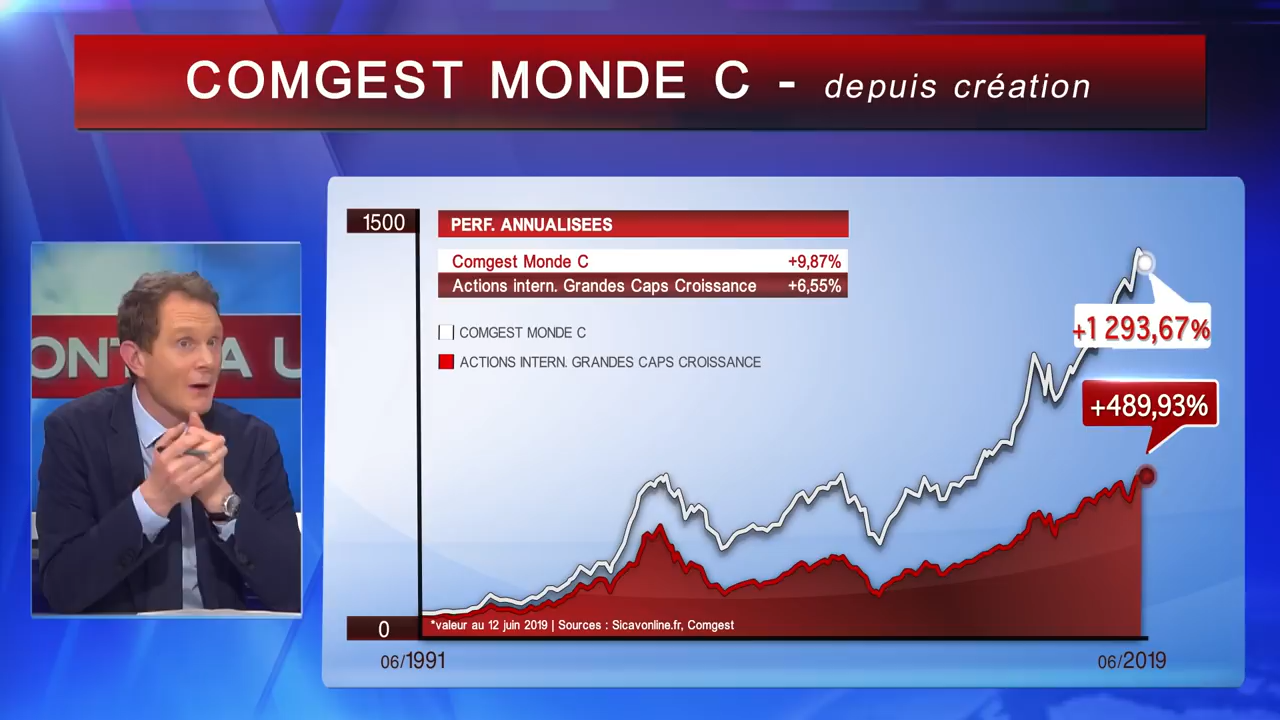 COMGEST MONDE C - depuis création
1500
PERF. ANNUALISEES
Comgest Monde C +9,87%
Actions intern. Grandes Caps Croissance +6,55%
COMGEST MONDE C
ACTIONS INTERN. GRANDES CAPS CROISSANCE
+1 293,67%
+489,93%
ONT A U
0
*valeur au 12 juin 2019 | Sources : Sicavonline.fr, Comgest
06/1991
06/2019